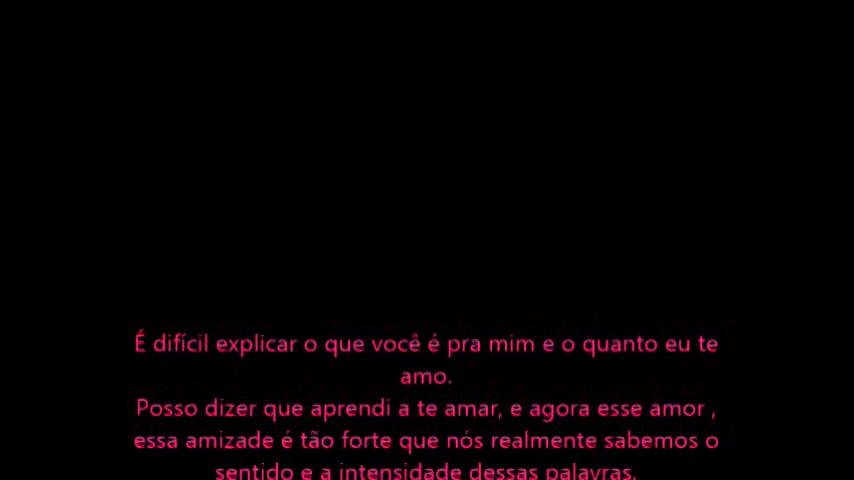 É difícil explicar o que você é pra mim e o quanto eu te
amo.
Posso dizer que aprendi a te amar, e agora esse amor ,
essa amizade é tão forte que nós realmente sabemos o
sentido e a intensidade dessas palavras.